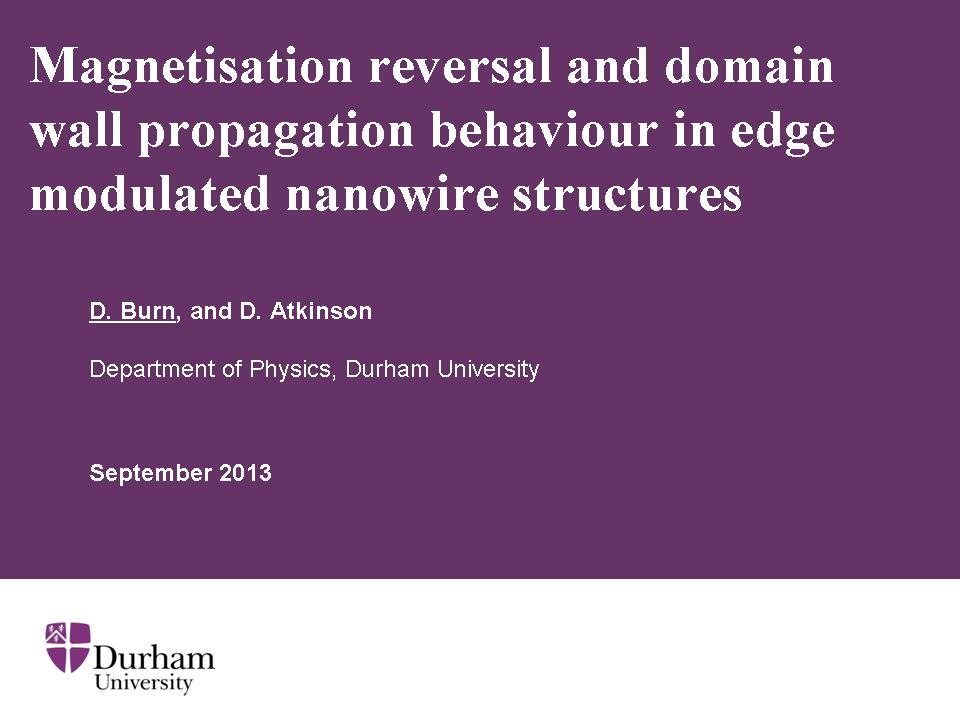 Magnetisation reversal and domain
wall propagation behaviour in edge
modulated nanowire structures
D. Burn, and D. Atkinson
Department of Physics, Durham University
September 2013
Durham
University